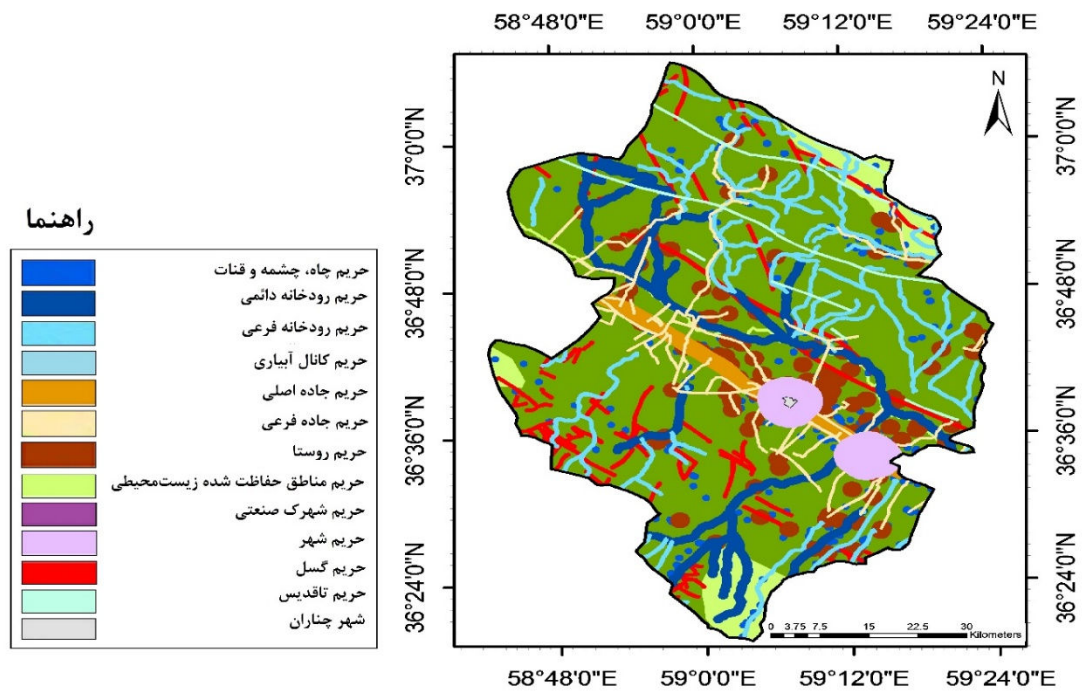 58°48'0"E 59°0'0"E 59°12'0"E 59°24'0"E
N
37°0'0"N 37°0'0"N
36°48'0"N 36°48'0"N
36°36'0"N 36°36'0"N
36°24'0"N 36°24'0"N
راهنما
حریم چاه، چشمه و قنات
حریم رودخانه دائمی
حریم رودخانه فرعی
حریم کانال آبیاری
حریم جاده اصلی
حریم جاده فرعی
حریم روستا
حریم مناطق حفاظت شده زیست‌محیطی
حریم شهرک صنعتی
حریم شهر
حریم گسل
حریم تاقدیس
شهر چناران
0 3.75 7.5 15 22.5 30
Kilometers
58°48'0"E 59°0'0"E 59°12'0"E 59°24'0"E